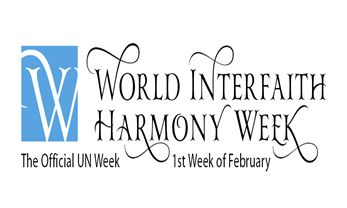 W
WORLD INTERFAITH
HARMONY WEEK
The Official UN Week 1st Week of February